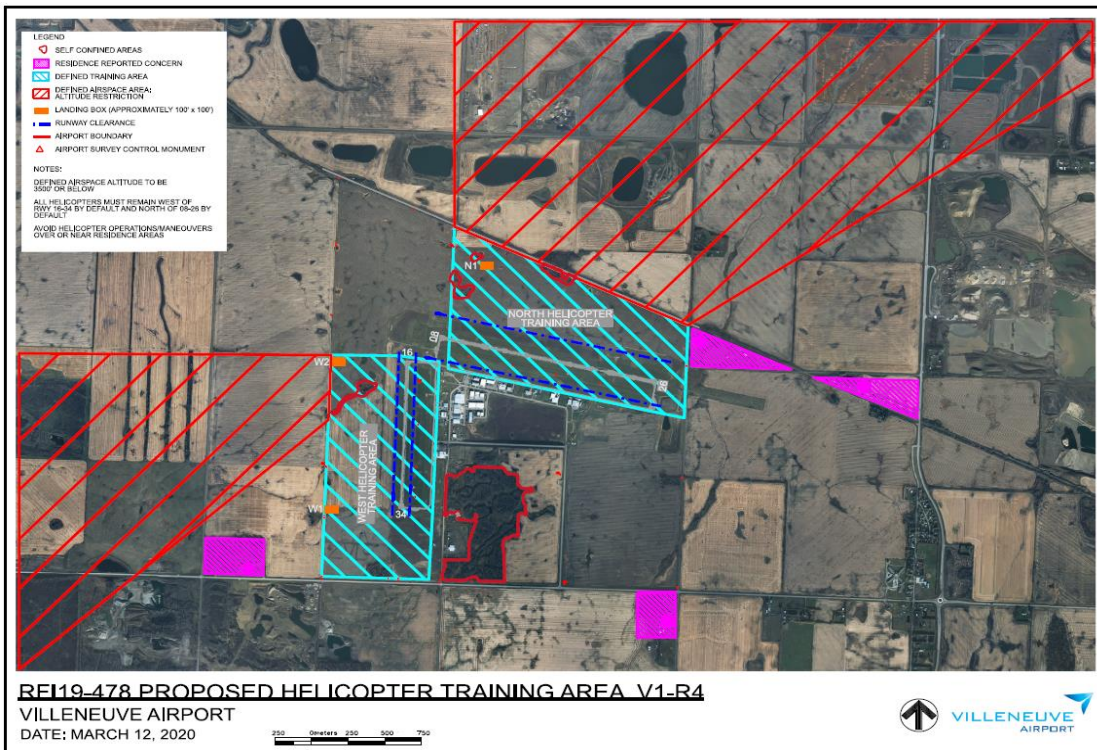 LEGEND
SELF CONFINED AREAS
RESIDENCE REPORTED CONCERN
DEFINED TRAINING AREA
DEFINED AIRSPACE AREA:
ALTITUDE RESTRICTION
LANDING BOX (APPROXIMATELY 100' x 100')
RUNWAY CLEARANCE
AIRPORT BOUNDARY
AIRPORT SURVEY CONTROL MONUMENT
NOTES:
DEFINED AIRSPACE ALTITUDE TO BE
3500' OR BELOW
ALL HELICOPTERS MUST REMAIN WEST OF
RWY 16-34 BY DEFAULT AND NORTH OF 08-26 BY
DEFAULT
AVOID HELICOPTER OPERATIONS/MANEOUVERS
OVER OR NEAR RESIDENCE AREAS
N1
NORTH HELICOPTER
TRAINING AREA
08
16
W2
26
WEST HELICOPTER
TRAINING AREA
W1
34
RFI19-478 PROPOSED HELICOPTER TRAINING AREA V1-R4
VILLENEUVE AIRPORT
DATE: MARCH 12, 2020
250 0meters 250 500 750
VILLENEUVE
AIRPORT